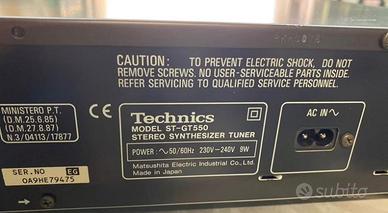 CAUTION: TO PREVENT ELECTRIC SHOCK, DO NOT
REMOVE SCREWS. NO USER-SERVICEABLE PARTS INSIDE.
REFER SERVICING TO QUALIFIED SERVICE PERSONNEL.
MINISTERO P.T.
(D.M.25.6.85)
(D.M.27.8.87)
N.3/04113/17877
Technics
MODEL ST-GT550
STEREO SYNTHESIZER TUNER
POWER: ∿50/60Hz 230V–240V 9W
Matsushita Electric Industrial Co., Ltd.
Made in Japan
AC IN∿
SER.NO EG
OA9HE79475
subito